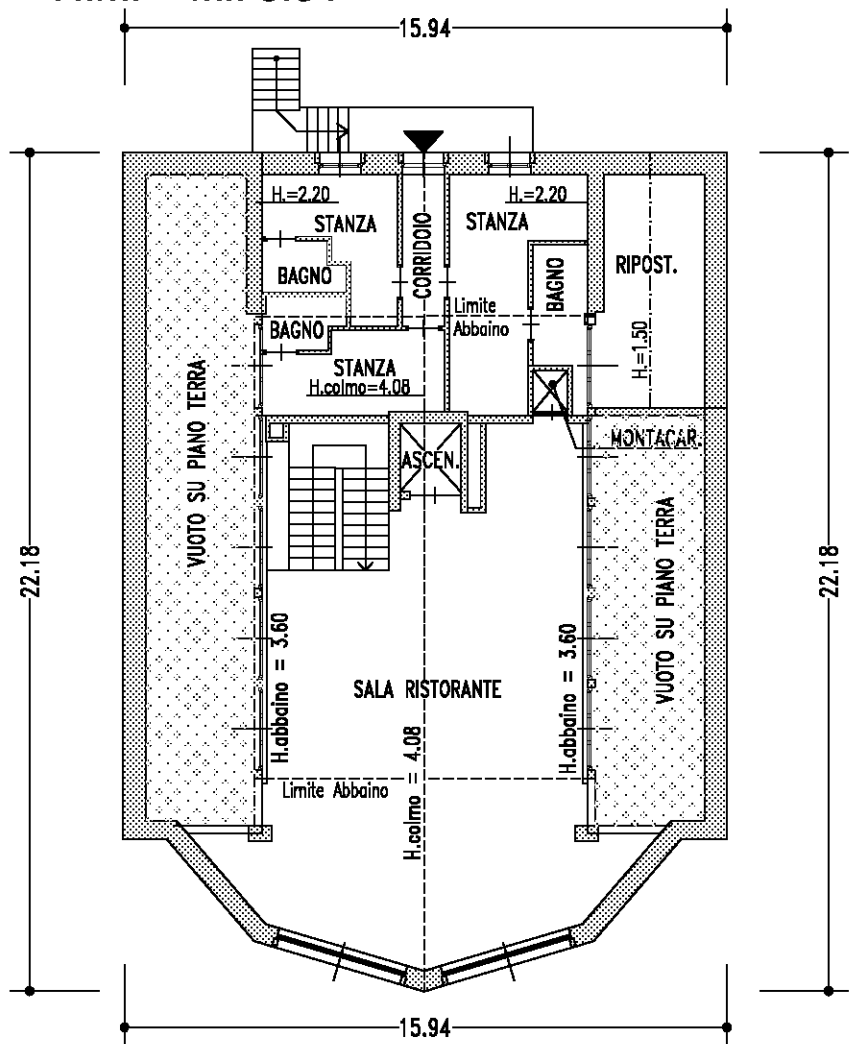 15.94
H.=2.20
H.=2.20
STANZA
STANZA
CORRIDOIO
BAGNO
BAGNO
RIPOST.
Limite
Abbaino
BAGNO
H.=1.50
STANZA
H.colmo=4.08
MONTACAR.
ASCEN.
VUOTO SU PIANO TERRA
VUOTO SU PIANO TERRA
22.18
22.18
H.abbaino = 3.60
H.abbaino = 3.60
SALA RISTORANTE
H.colmo = 4.08
Limite Abbaino
15.94